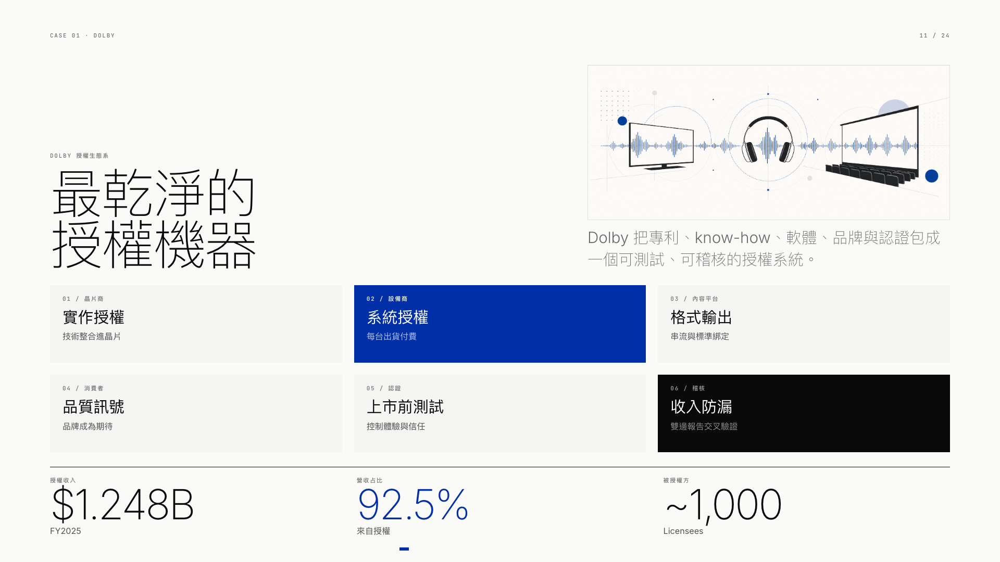 CASE 01 · DOLBY
11 / 24
DOLBY 授權生態系
最乾淨的
授權機器
Dolby 把專利、know-how、軟體、品牌與認證包成
一個可測試、可稽核的授權系統。
01 / 晶片商
實作授權
技術整合進晶片
02 / 設備商
系統授權
每台出貨付費
03 / 內容平台
格式輸出
串流與標準綁定
04 / 消費者
品質訊號
品牌成為期待
05 / 認證
上市前測試
控制體驗與信任
06 / 稽核
收入防漏
雙邊報告交叉驗證
授權收入
$1.248B
FY2025
營收占比
92.5%
來自授權
被授權方
~1,000
Licensees